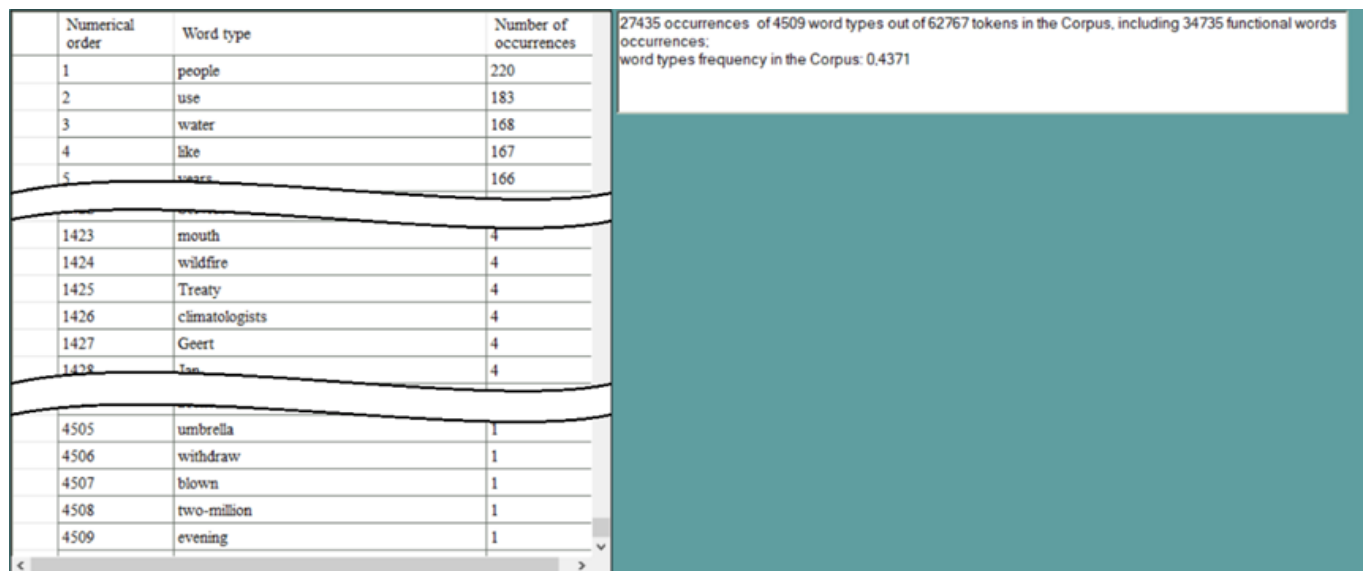 Numerical order Word type Number of occurrences
1 people 220
2 use 183
3 water 168
4 like 167
5 years 166
1423 mouth 4
1424 wildfire 4
1425 Treaty 4
1426 climatologists 4
1427 Geert 4
1428 Jan 4
4505 umbrella 1
4506 withdraw 1
4507 blown 1
4508 two-million 1
4509 evening 1
27435 occurrences of 4509 word types out of 62767 tokens in the Corpus, including 34735 functional words
occurrences;
word types frequency in the Corpus: 0,4371